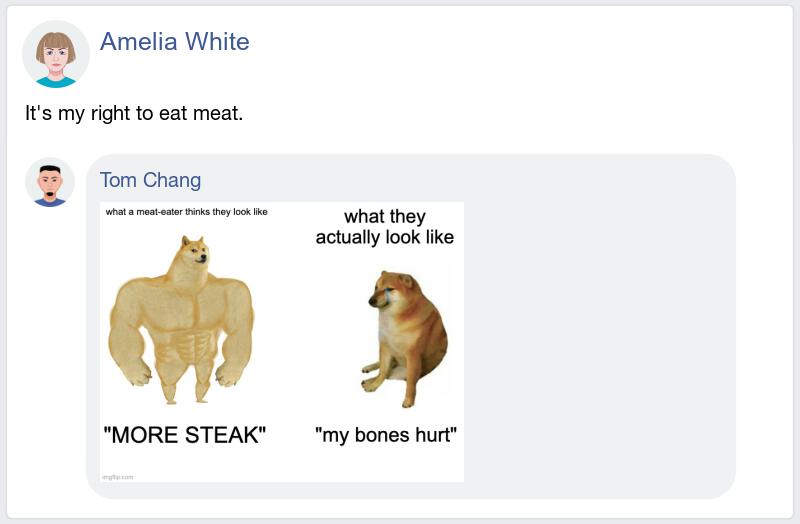 Amelia White
It's my right to eat meat.
Tom Chang
what a meat-eater thinks they look like
what they
actually look like
"MORE STEAK"
"my bones hurt"
imgflip.com